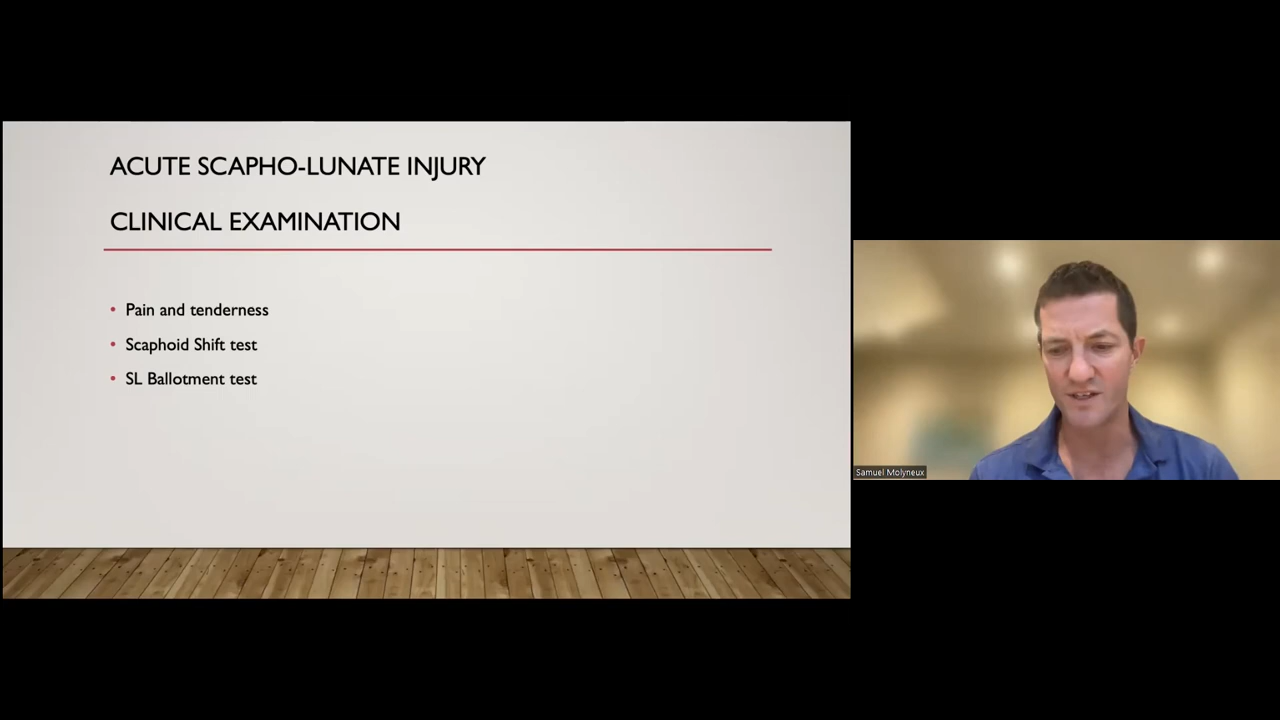 ACUTE SCAPHO-LUNATE INJURY
CLINICAL EXAMINATION
• Pain and tenderness
• Scaphoid Shift test
• SL Ballotment test
Samuel Molyneux